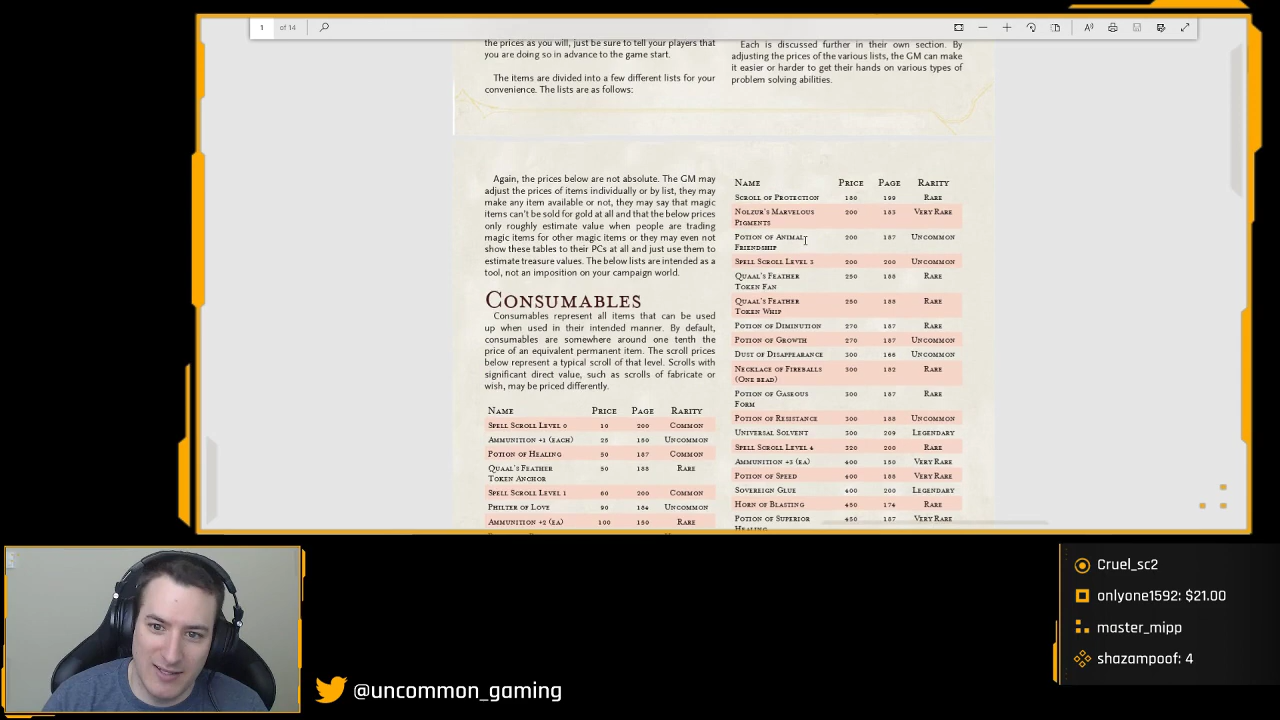 1 of 14
the prices as you will, just be sure to tell your players that
you are doing so in advance to the game start.
The items are divided into a few different lists for your
convenience. The lists are as follows:
Each is discussed further in their own section. By
adjusting the prices of the various lists, the GM can make
it easier or harder to get their hands on various types of
problem solving abilities.
Again, the prices below are not absolute. The GM may
adjust the prices of items individually or by list, they may
make any item available or not, they may say that magic
items can't be sold for gold at all and that the below prices
only roughly estimate value when people are trading
magic items for other magic items or they may even not
show these tables to their PCs at all and just use them to
estimate treasure values. The below lists are intended as a
tool, not an imposition on your campaign world.
Consumables
Consumables represent all items that can be used
up when used in their intended manner. By default,
consumables are somewhere around one tenth the
price of an equivalent permanent item. The scroll prices
below represent a typical scroll of that level. Scrolls with
significant direct value, such as scrolls of fabricate or
wish, may be priced differently.
Name Price Page Rarity
Spell Scroll Level 0 10 200 Common
Ammunition +1 (each) 25 150 Uncommon
Potion of Healing 50 187 Common
Quaal's Feather 50 188 Rare
Token Anchor
Spell Scroll Level 1 60 200 Common
Philter of Love 90 184 Uncommon
Ammunition +2 (ea) 100 150 Rare
Name Price Page Rarity
Scroll of Protection 180 199 Rare
Nolzur's Marvelous 200 183 Very Rare
Pigments
Potion of Animal 200 187 Uncommon
Friendship
Spell Scroll Level 3 200 200 Uncommon
Quaal's Feather 250 188 Rare
Token Fan
Quaal's Feather 250 188 Rare
Token Whip
Potion of Diminution 270 187 Rare
Potion of Growth 270 187 Uncommon
Dust of Disappearance 300 166 Uncommon
Necklace of Fireballs 300 182 Rare
(One bead)
Potion of Gaseous 300 187 Rare
Form
Potion of Resistance 300 188 Uncommon
Universal Solvent 300 209 Legendary
Spell Scroll Level 4 320 200 Rare
Ammunition +3 (ea) 400 150 Very Rare
Potion of Speed 400 188 Very Rare
Sovereign Glue 400 200 Legendary
Horn of Blasting 450 174 Rare
Potion of Superior 450 187 Very Rare
Healing
@uncommon_gaming
Cruel_sc2
onlyone1592: $21.00
master_mipp
shazampoof: 4